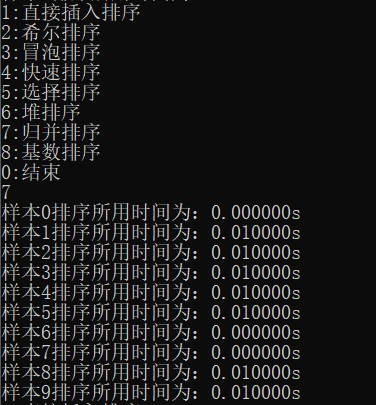 1:直接插入排序
2:希尔排序
3:冒泡排序
4:快速排序
5:选择排序
6:堆排序
7:归并排序
8:基数排序
0:结束
7
样本0排序所用时间为：0.000000s
样本1排序所用时间为：0.010000s
样本2排序所用时间为：0.010000s
样本3排序所用时间为：0.010000s
样本4排序所用时间为：0.010000s
样本5排序所用时间为：0.010000s
样本6排序所用时间为：0.000000s
样本7排序所用时间为：0.000000s
样本8排序所用时间为：0.010000s
样本9排序所用时间为：0.010000s